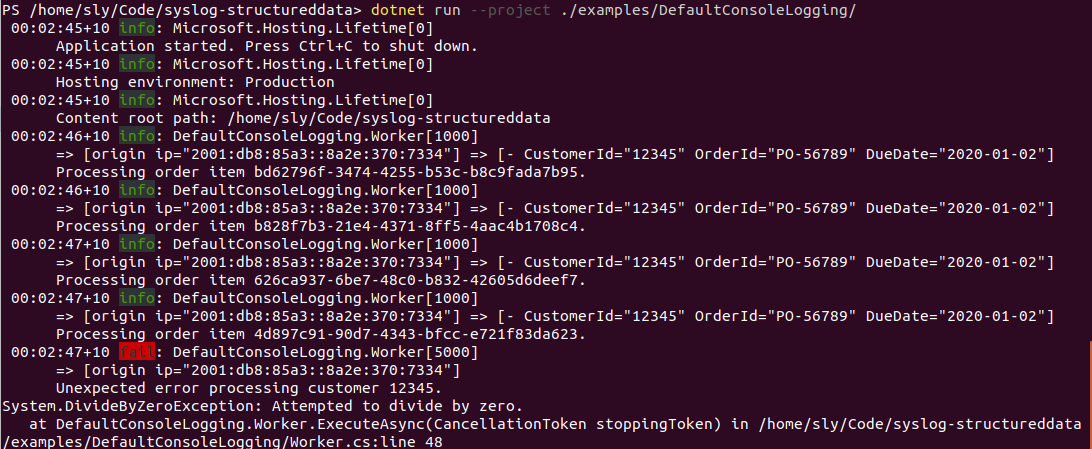 PS /home/sly/Code/syslog-structureddata> dotnet run --project ./examples/DefaultConsoleLogging/
00:02:45+10 info: Microsoft.Hosting.Lifetime[0]
Application started. Press Ctrl+C to shut down.
00:02:45+10 info: Microsoft.Hosting.Lifetime[0]
Hosting environment: Production
00:02:45+10 info: Microsoft.Hosting.Lifetime[0]
Content root path: /home/sly/Code/syslog-structureddata
00:02:46+10 info: DefaultConsoleLogging.Worker[1000]
=> [origin ip="2001:db8:85a3::8a2e:370:7334"] => [- CustomerId="12345" OrderId="PO-56789" DueDate="2020-01-02"]
Processing order item bd62796f-3474-4255-b53c-b8c9fada7b95.
00:02:46+10 info: DefaultConsoleLogging.Worker[1000]
=> [origin ip="2001:db8:85a3::8a2e:370:7334"] => [- CustomerId="12345" OrderId="PO-56789" DueDate="2020-01-02"]
Processing order item b828f7b3-21e4-4371-8ff5-4aac4b1708c4.
00:02:47+10 info: DefaultConsoleLogging.Worker[1000]
=> [origin ip="2001:db8:85a3::8a2e:370:7334"] => [- CustomerId="12345" OrderId="PO-56789" DueDate="2020-01-02"]
Processing order item 626ca937-6be7-48c0-b832-42605d6deef7.
00:02:47+10 info: DefaultConsoleLogging.Worker[1000]
=> [origin ip="2001:db8:85a3::8a2e:370:7334"] => [- CustomerId="12345" OrderId="PO-56789" DueDate="2020-01-02"]
Processing order item 4d897c91-90d7-4343-bfcc-e721f83da623.
00:02:47+10 fail: DefaultConsoleLogging.Worker[5000]
=> [origin ip="2001:db8:85a3::8a2e:370:7334"]
Unexpected error processing customer 12345.
System.DivideByZeroException: Attempted to divide by zero.
at DefaultConsoleLogging.Worker.ExecuteAsync(CancellationToken stoppingToken) in /home/sly/Code/syslog-structureddata
/examples/DefaultConsoleLogging/Worker.cs:line 48